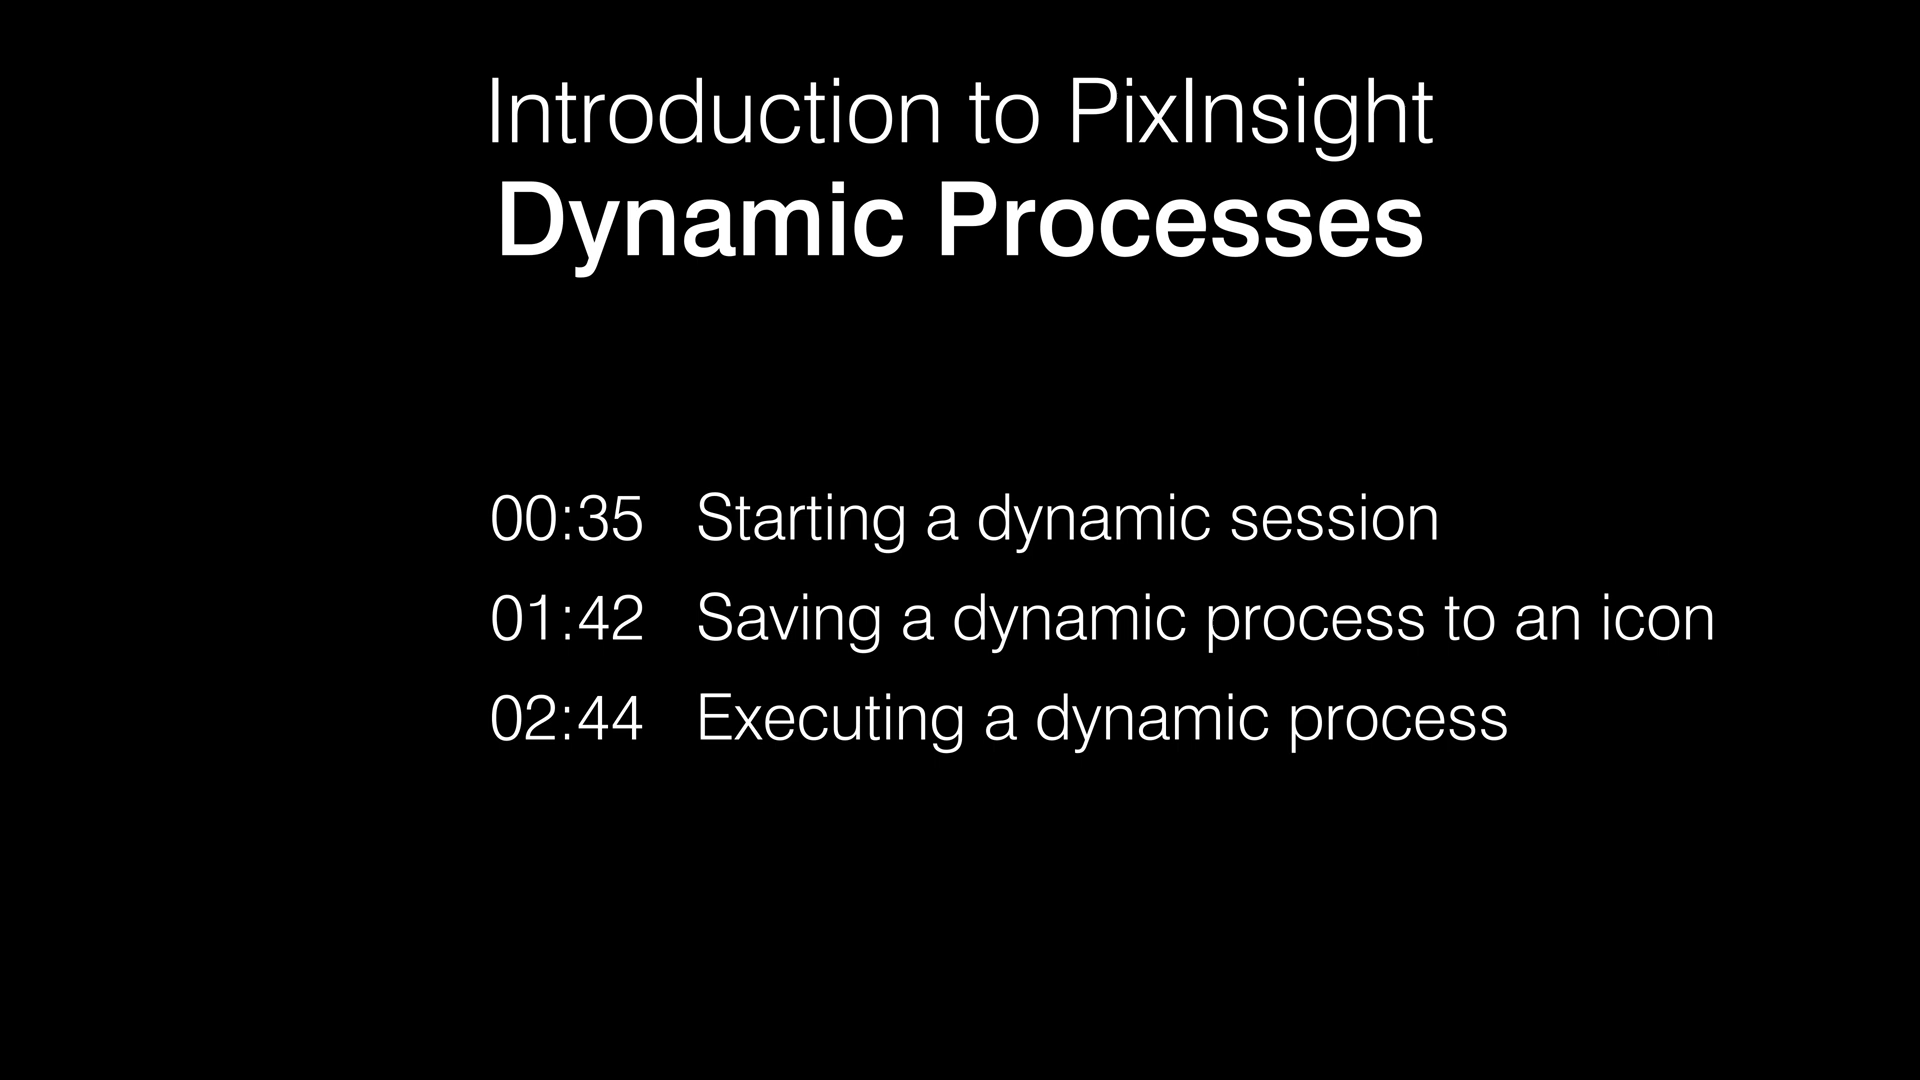 Introduction to PixInsight
Dynamic Processes
00:35 Starting a dynamic session
01:42 Saving a dynamic process to an icon
02:44 Executing a dynamic process